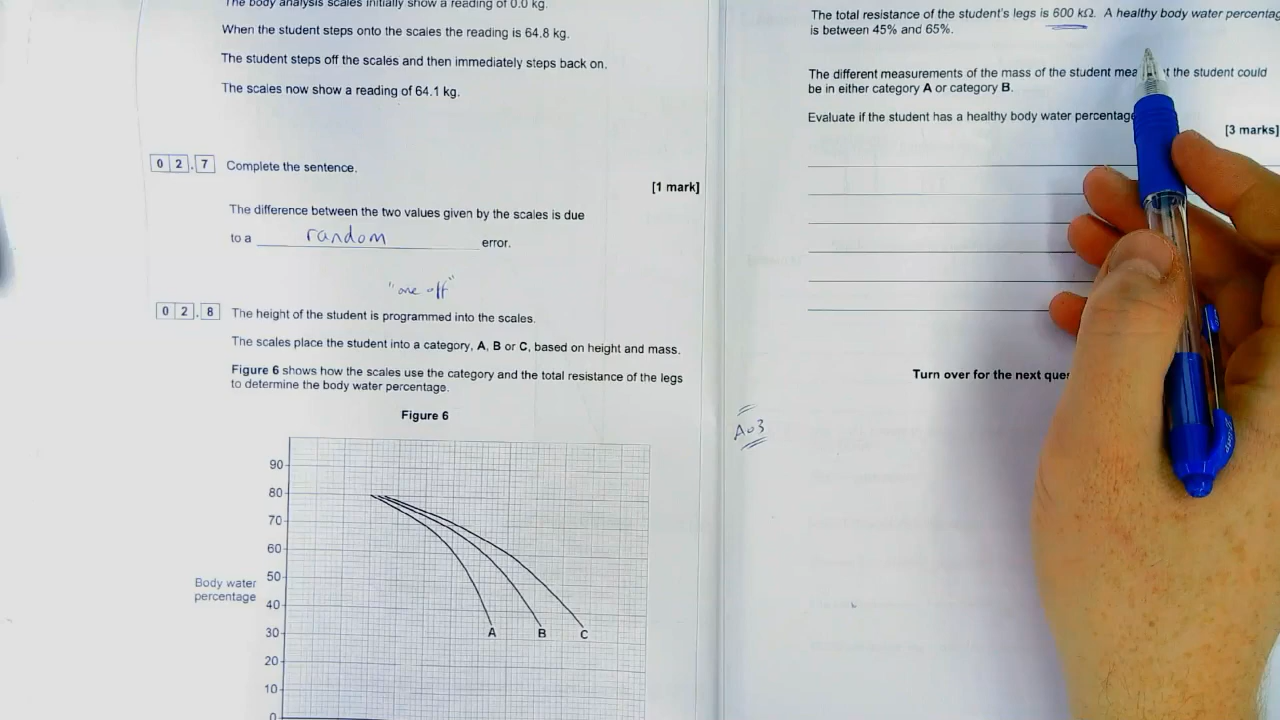 The body analysis scales initially show a reading of 0.0 kg.
When the student steps onto the scales the reading is 64.8 kg.
The student steps off the scales and then immediately steps back on.
The scales now show a reading of 64.1 kg.
0 2 . 7 Complete the sentence.
[1 mark]
The difference between the two values given by the scales is due
to a random error.
"one off"
0 2 . 8 The height of the student is programmed into the scales.
The scales place the student into a category, A, B or C, based on height and mass.
Figure 6 shows how the scales use the category and the total resistance of the legs
to determine the body water percentage.
Figure 6
90
80
70
60
50
40
30
20
10
0
Body water
percentage
A B C
The total resistance of the student's legs is 600 kΩ. A healthy body water
is between 45% and 65%.
The different measurements of the mass of the student the student could
be in either category A or category B.
Evaluate if the student has a healthy body water percentage
[3 marks]
Turn over for the next
AO3